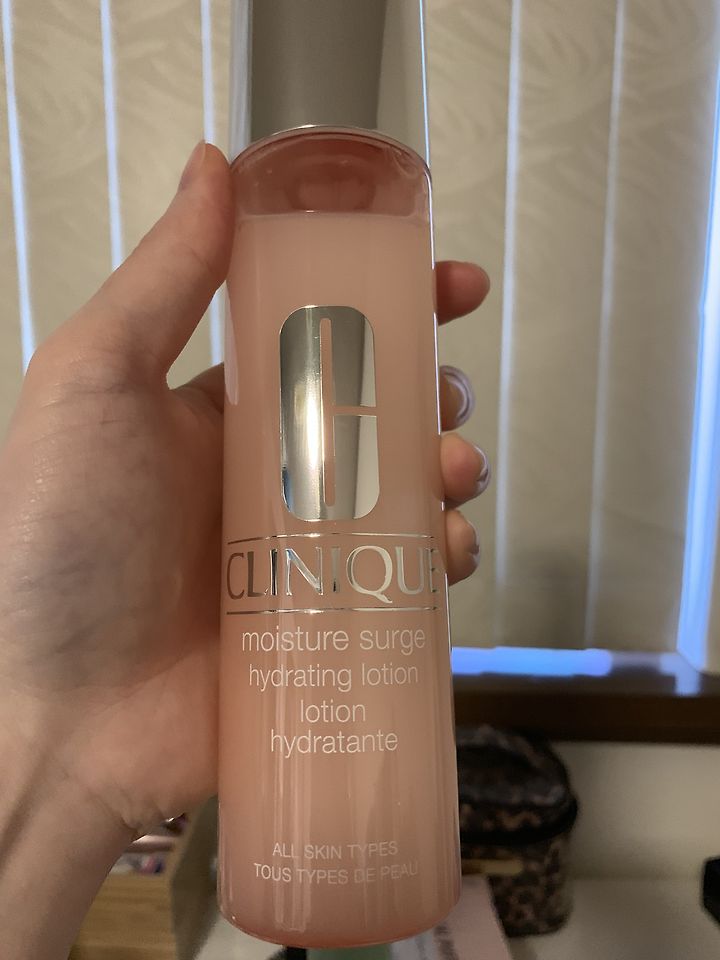 CLINIQUE
moisture surge
hydrating lotion
lotion
hydratante
ALL SKIN TYPES
TOUS TYPES DE PEAU